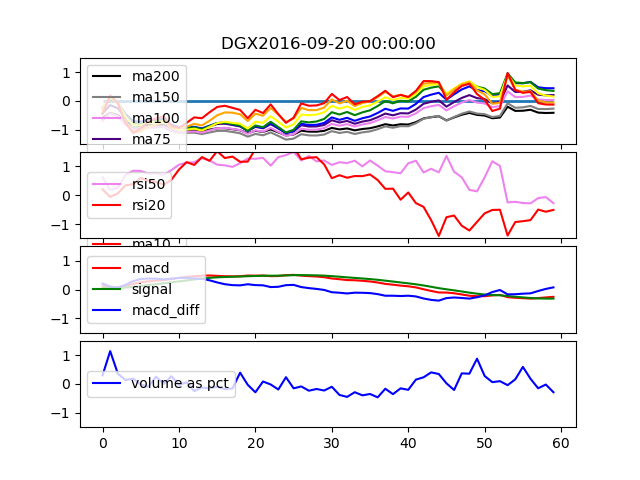 DGX2016-09-20 00:00:00
1
0
−1
ma200
ma150
ma100
ma75
1
0
−1
rsi50
rsi20
ma10
1
0
−1
macd
signal
macd_diff
1
0
−1
volume as pct
0 10 20 30 40 50 60